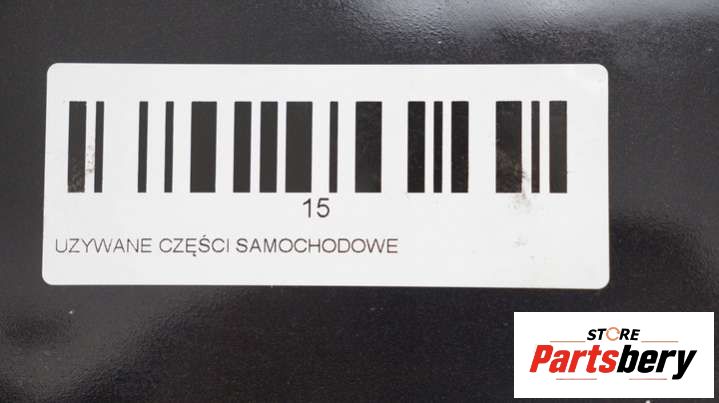 15
UZYWANE CZĘŚCI SAMOCHODOWE
STORE
Partsbery